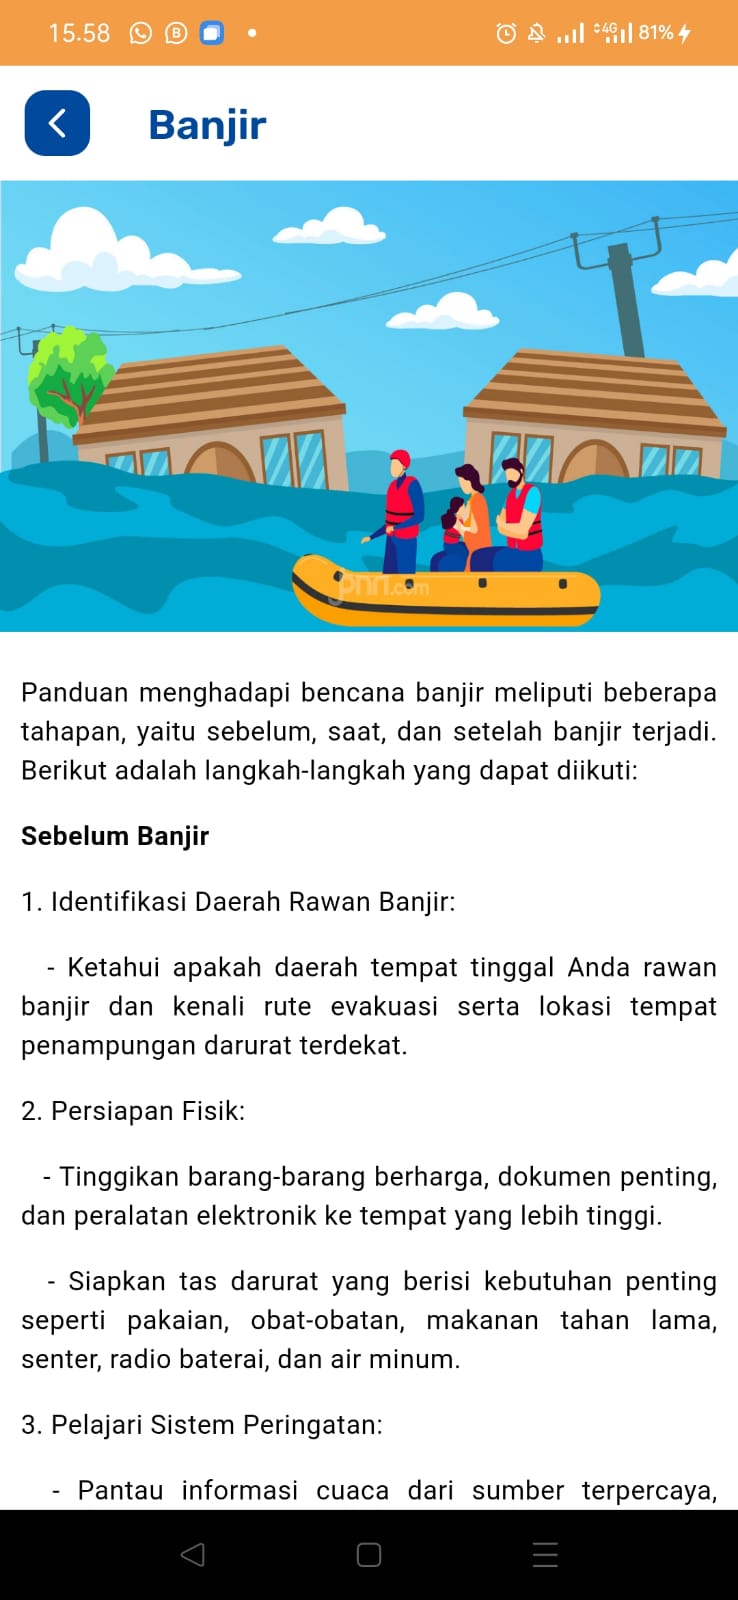 15.58
4G 81%
Banjir
pnn.com
Panduan menghadapi bencana banjir meliputi beberapa
tahapan, yaitu sebelum, saat, dan setelah banjir terjadi.
Berikut adalah langkah-langkah yang dapat diikuti:
Sebelum Banjir
1. Identifikasi Daerah Rawan Banjir:
- Ketahui apakah daerah tempat tinggal Anda rawan
banjir dan kenali rute evakuasi serta lokasi tempat
penampungan darurat terdekat.
2. Persiapan Fisik:
- Tinggikan barang-barang berharga, dokumen penting,
dan peralatan elektronik ke tempat yang lebih tinggi.
- Siapkan tas darurat yang berisi kebutuhan penting
seperti pakaian, obat-obatan, makanan tahan lama,
senter, radio baterai, dan air minum.
3. Pelajari Sistem Peringatan:
- Pantau informasi cuaca dari sumber terpercaya,